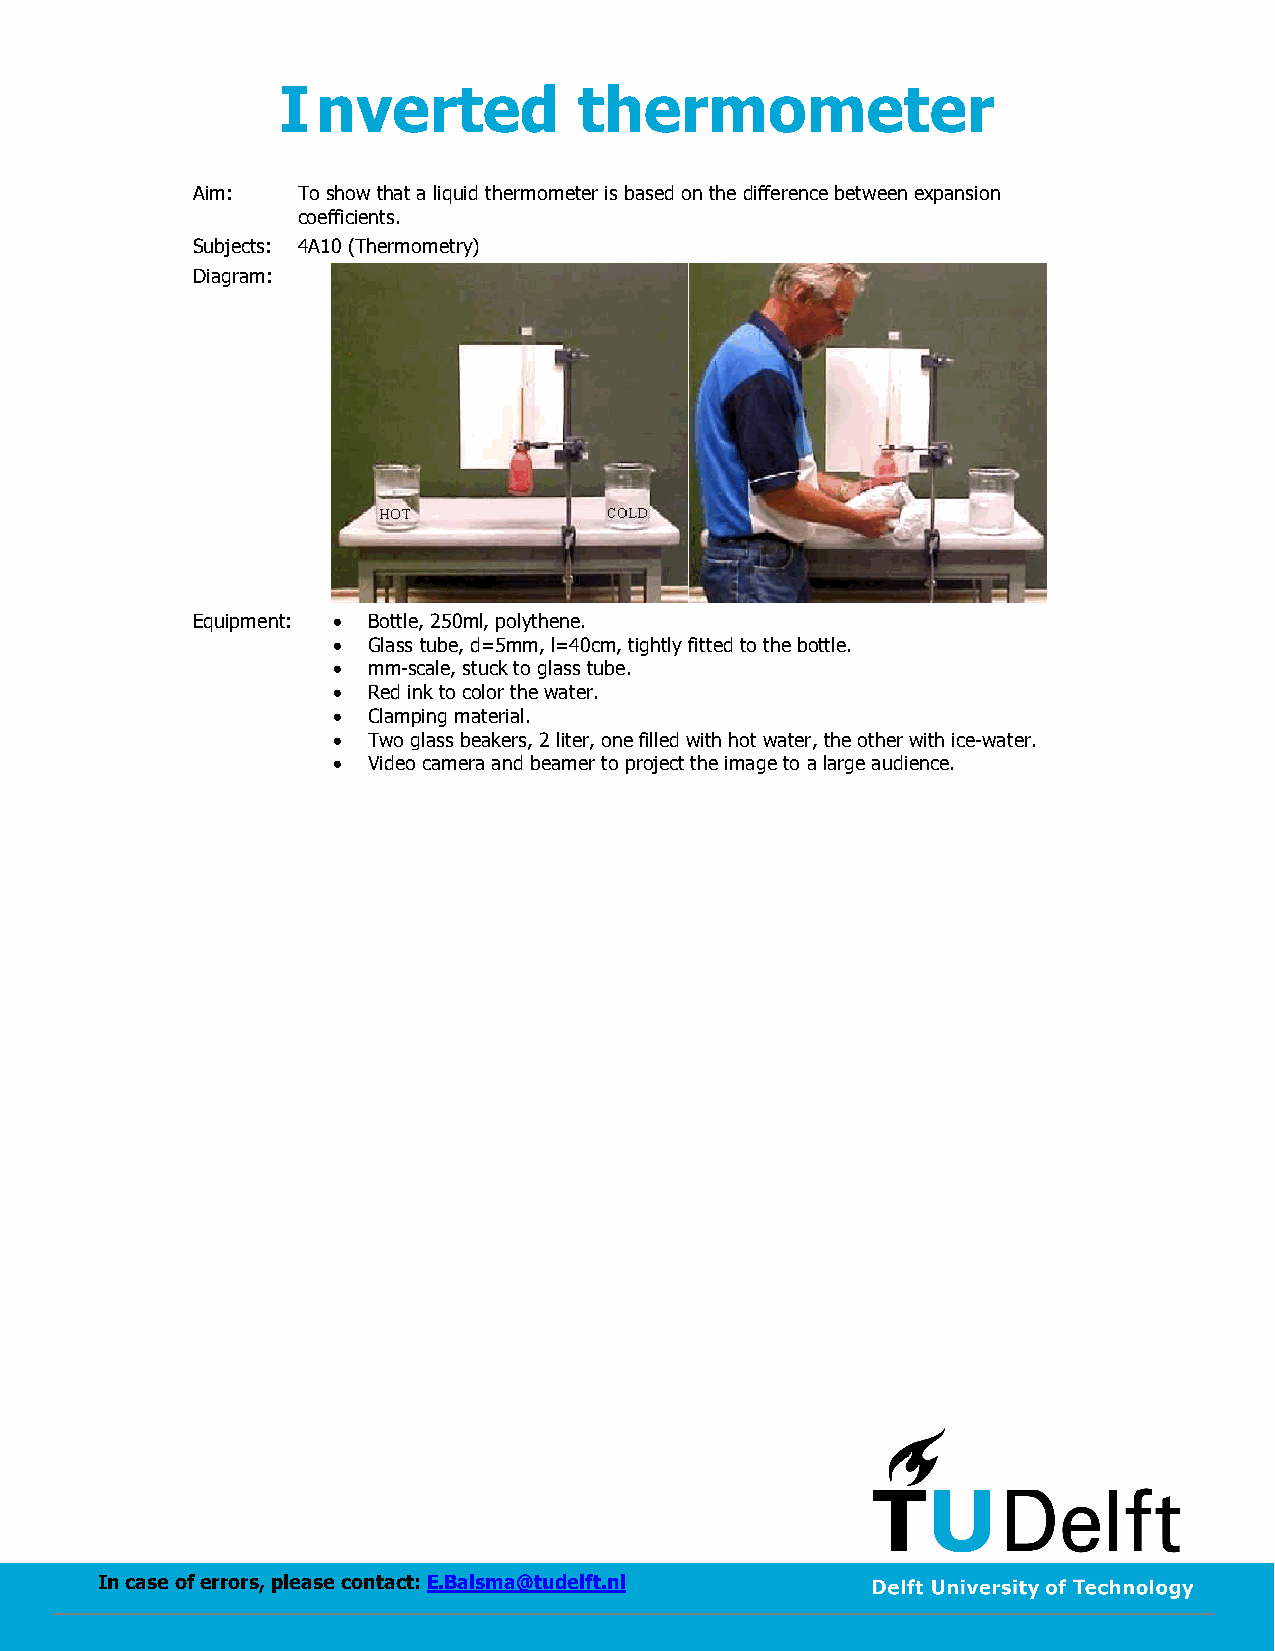 Inverted thermometer
Aim: To show that a liquid thermometer is based on the difference between expansion
coefficients.
Subjects: 4A10 (Thermometry)
Diagram:
HOT
COLD
Equipment: • Bottle, 250ml, polythene.
• Glass tube, d=5mm, l=40cm, tightly fitted to the bottle.
• mm-scale, stuck to glass tube.
• Red ink to color the water.
• Clamping material.
• Two glass beakers, 2 liter, one filled with hot water, the other with ice-water.
• Video camera and beamer to project the image to a large audience.
TUDelft
In case of errors, please contact: E.Balsma@tudelft.nl
Delft University of Technology